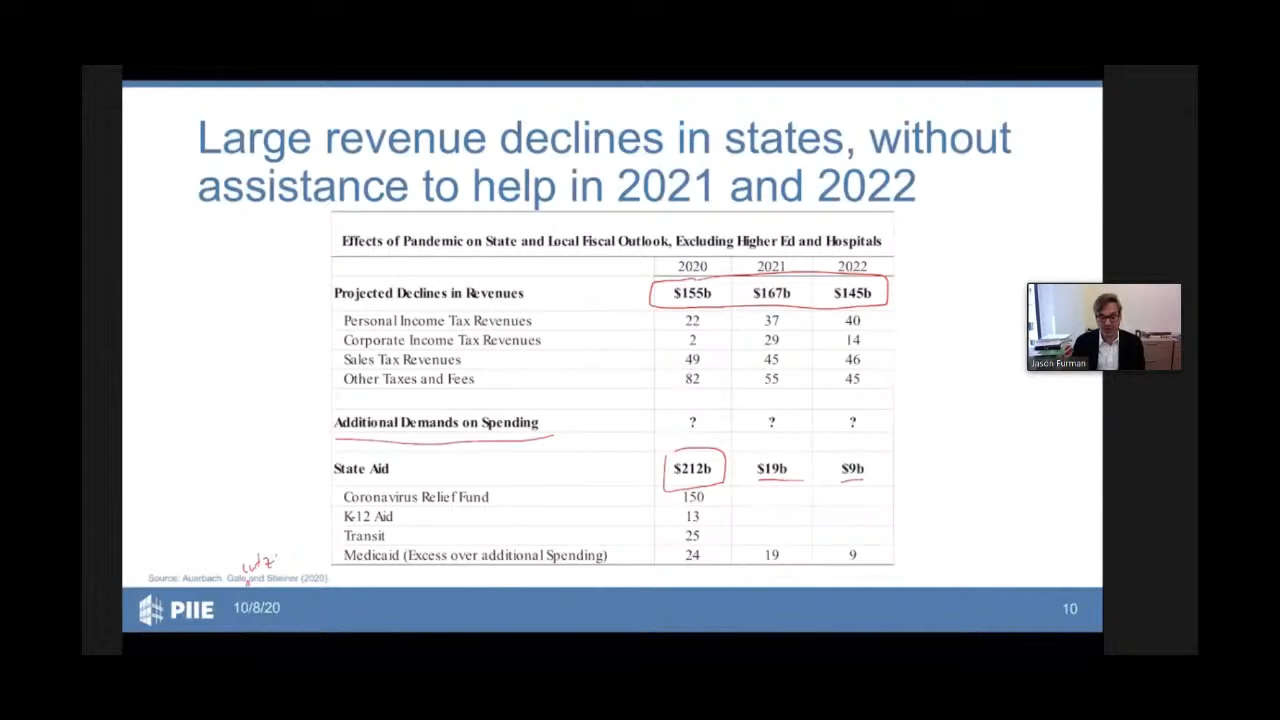 Large revenue declines in states, without
assistance to help in 2021 and 2022
Effects of Pandemic on State and Local Fiscal Outlook, Excluding Higher Ed and Hospitals
2020 2021 2022
Projected Declines in Revenues $155b $167b $145b
Personal Income Tax Revenues 22 37 40
Corporate Income Tax Revenues 2 29 14
Sales Tax Revenues 49 45 46
Other Taxes and Fees 82 55 45
Additional Demands on Spending ? ? ?
State Aid $212b $19b $9b
Coronavirus Relief Fund 150
K-12 Aid 13
Transit 25
Medicaid (Excess over additional Spending) 24 19 9
Lutz
Source: Auerbach, Gale and Sheiner (2020)
PIIE 10/8/20 10
Jason Furman